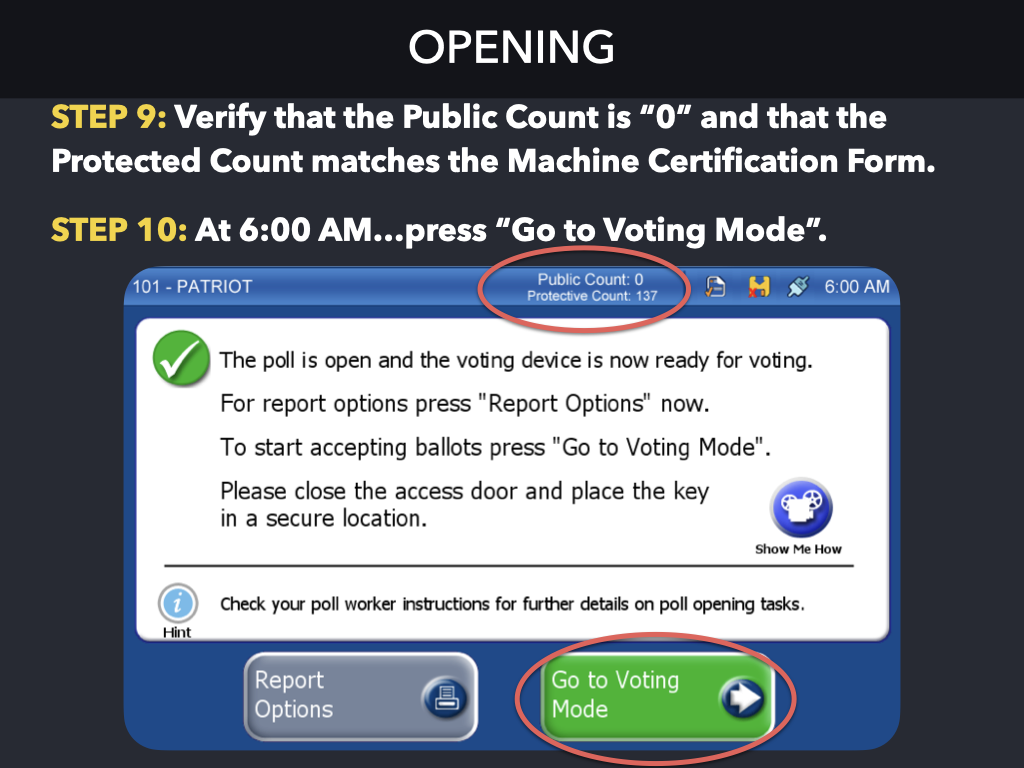 OPENING
STEP 9: Verify that the Public Count is “0” and that the
Protected Count matches the Machine Certification Form.
STEP 10: At 6:00 AM...press “Go to Voting Mode”.
101 - PATRIOT
Public Count: 0
Protective Count: 137
6:00 AM
The poll is open and the voting device is now ready for voting.
For report options press "Report Options" now.
To start accepting ballots press "Go to Voting Mode".
Please close the access door and place the key
in a secure location.
Show Me How
Check your poll worker instructions for further details on poll opening tasks.
Hint
Report
Options
Go to Voting
Mode